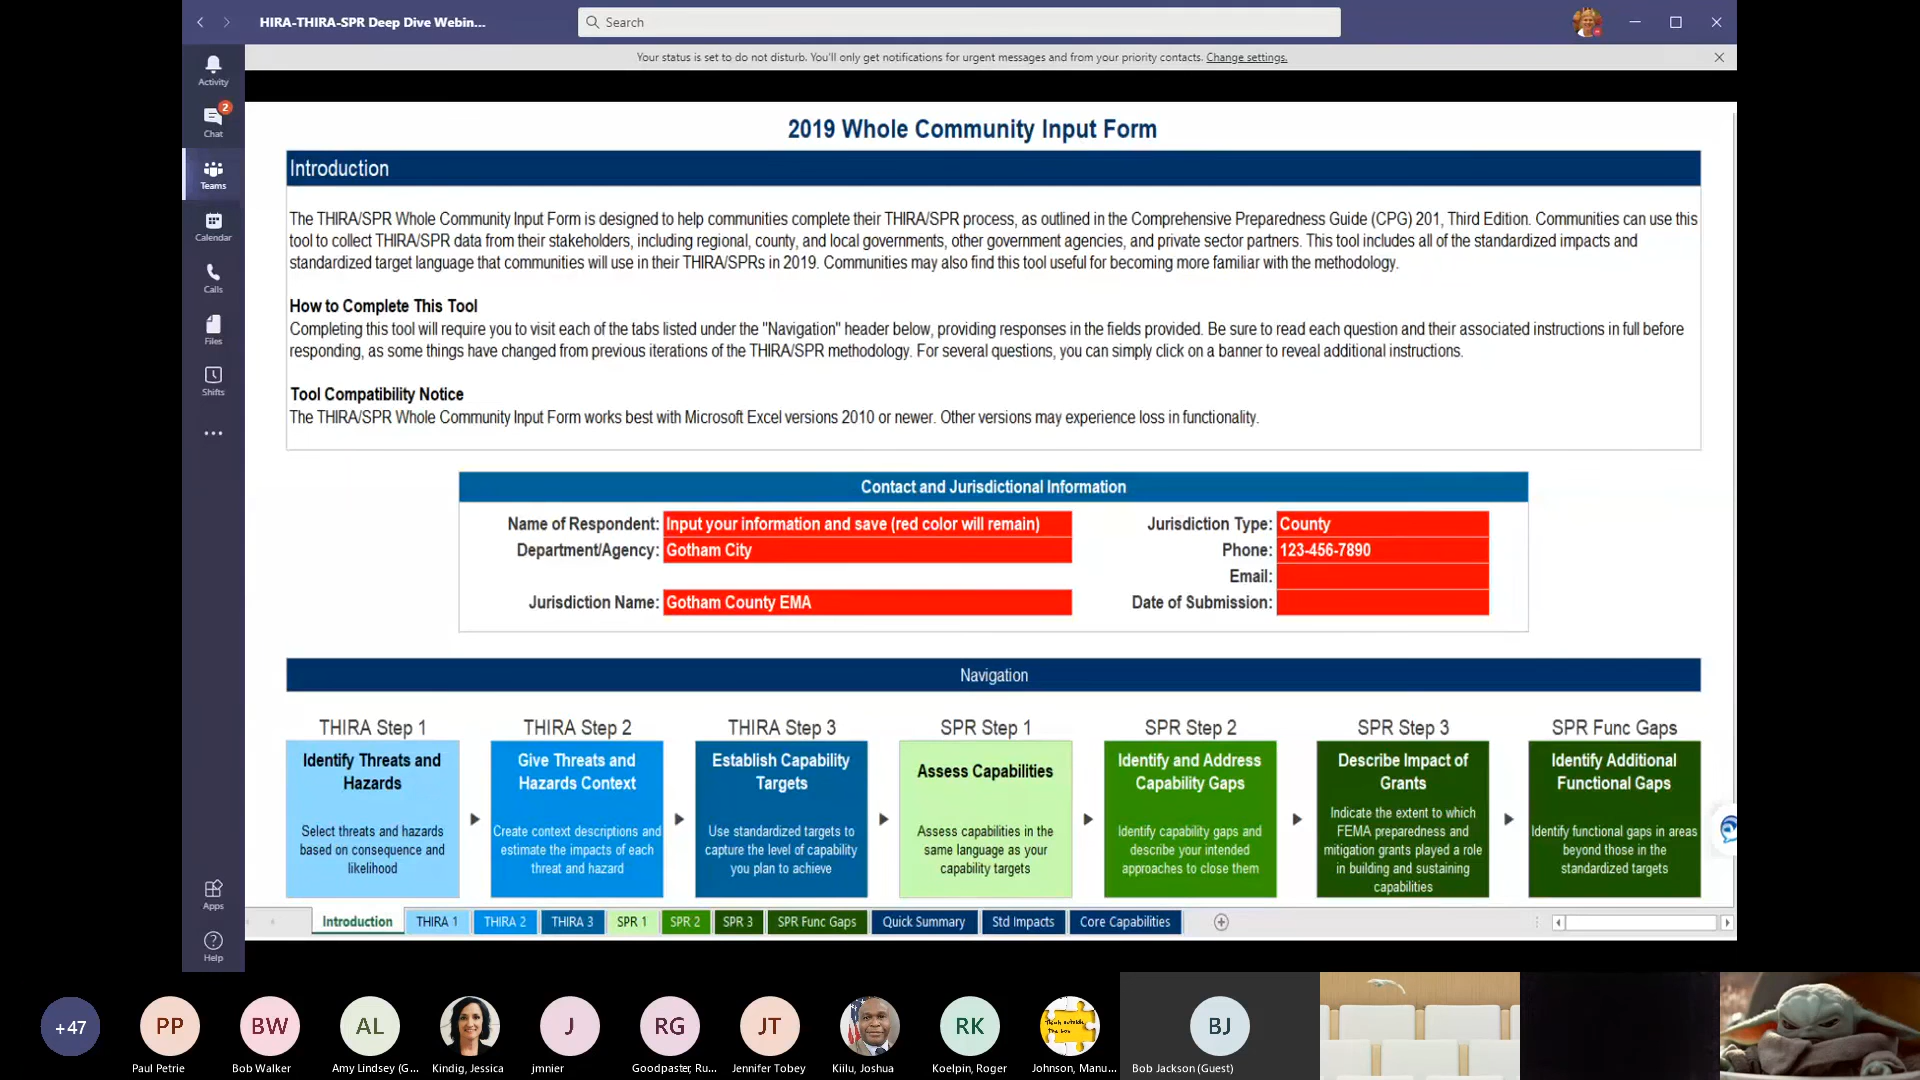 HIRA-THIRA-SPR Deep Dive Webin...
Search
Your status is set to do not disturb. You'll only get notifications for urgent messages and from your priority contacts. Change settings.
Activity
2
Chat
Teams
Calendar
Calls
Files
Shifts
Apps
Help
2019 Whole Community Input Form
Introduction
The THIRA/SPR Whole Community Input Form is designed to help communities complete their THIRA/SPR process, as outlined in the Comprehensive Preparedness Guide (CPG) 201, Third Edition. Communities can use this
tool to collect THIRA/SPR data from their stakeholders, including regional, county, and local governments, other government agencies, and private sector partners. This tool includes all of the standardized impacts and
standardized target language that communities will use in their THIRA/SPRs in 2019. Communities may also find this tool useful for becoming more familiar with the methodology.
How to Complete This Tool
Completing this tool will require you to visit each of the tabs listed under the "Navigation" header below, providing responses in the fields provided. Be sure to read each question and their associated instructions in full before
responding, as some things have changed from previous iterations of the THIRA/SPR methodology. For several questions, you can simply click on a banner to reveal additional instructions.
Tool Compatibility Notice
The THIRA/SPR Whole Community Input Form works best with Microsoft Excel versions 2010 or newer. Other versions may experience loss in functionality.
Contact and Jurisdictional Information
Name of Respondent: Input your information and save (red color will remain)
Jurisdiction Type: County
Department/Agency: Gotham City
Phone: 123-456-7890
Email:
Jurisdiction Name: Gotham County EMA
Date of Submission:
Navigation
THIRA Step 1
Identify Threats and
Hazards
Select threats and hazards
based on consequence and
likelihood
THIRA Step 2
Give Threats and
Hazards Context
Create context descriptions and
estimate the impacts of each
threat and hazard
THIRA Step 3
Establish Capability
Targets
Use standardized targets to
capture the level of capability
you plan to achieve
SPR Step 1
Assess Capabilities
Assess capabilities in the
same language as your
capability targets
SPR Step 2
Identify and Address
Capability Gaps
Identify capability gaps and
describe your intended
approaches to close them
SPR Step 3
Describe Impact of
Grants
Indicate the extent to which
FEMA preparedness and
mitigation grants played a role
in building and sustaining
capabilities
SPR Func Gaps
Identify Additional
Functional Gaps
Identify functional gaps in areas
beyond those in the
standardized targets
Introduction THIRA 1 THIRA 2 THIRA 3 SPR 1 SPR 2 SPR 3 SPR Func Gaps Quick Summary Std Impacts Core Capabilities
+47
PP
BW
AL
J
RG
JT
RK
Think outside
The box
BJ
Paul Petrie
Bob Walker
Amy Lindsey (G...
Kindig, Jessica
jmnier
Goodpaster, Ru...
Jennifer Tobey
Kiilu, Joshua
Koelpin, Roger
Johnson, Manu...
Bob Jackson (Guest)